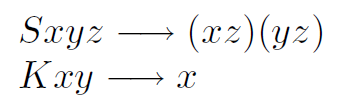 Sxyz ⟶ (xz)(yz)
Kxy ⟶ x